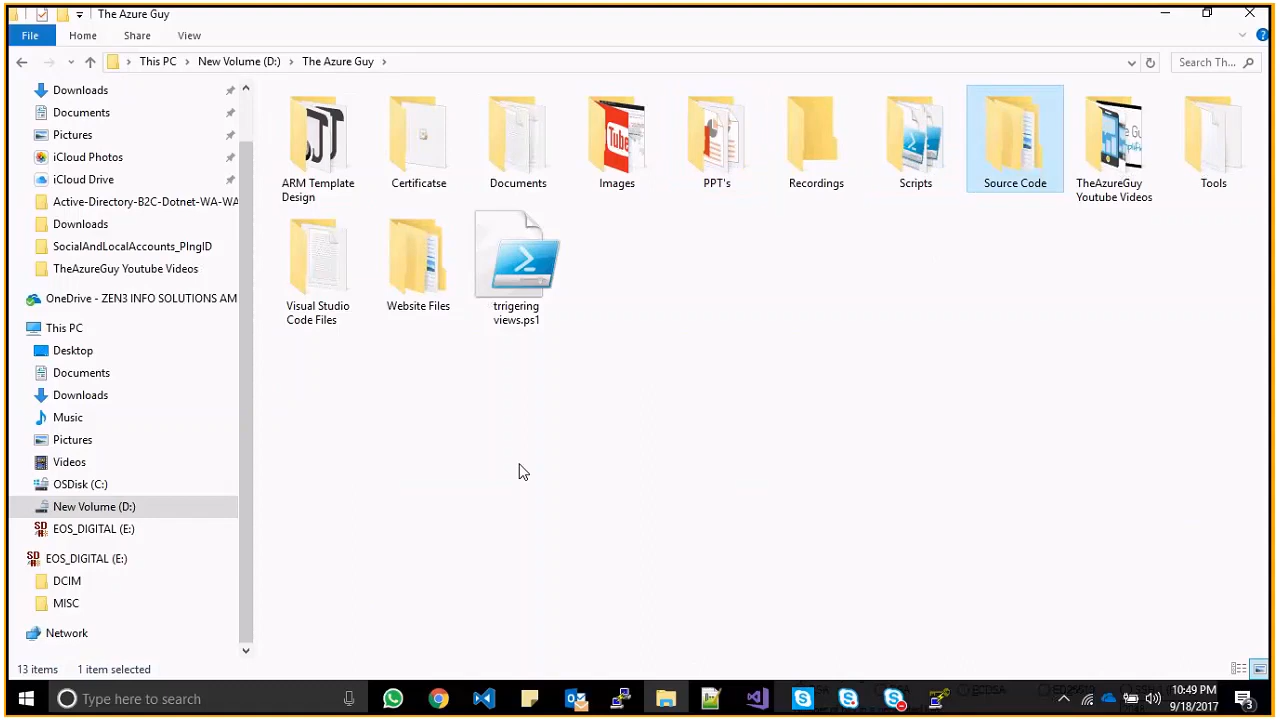 The Azure Guy
File Home Share View
This PC New Volume (D:) The Azure Guy Search Th...
Downloads
Documents
Pictures
iCloud Photos
iCloud Drive
Active-Directory-B2C-Dotnet-WA-WA
Downloads
SocialAndLocalAccounts_PIngID
TheAzureGuy Youtube Videos
OneDrive - ZEN3 INFO SOLUTIONS AM
This PC
Desktop
Documents
Downloads
Music
Pictures
Videos
OSDisk (C:)
New Volume (D:)
EOS_DIGITAL (E:)
EOS_DIGITAL (E:)
DCIM
MISC
Network
ARM Template
Design
Certificatse
Documents
Images
PPT's
Recordings
Scripts
Source Code
TheAzureGuy
Youtube Videos
Tools
Visual Studio
Code Files
Website Files
trrigering
views.ps1
13 items 1 item selected
Type here to search
10:49 PM
9/18/2017
3